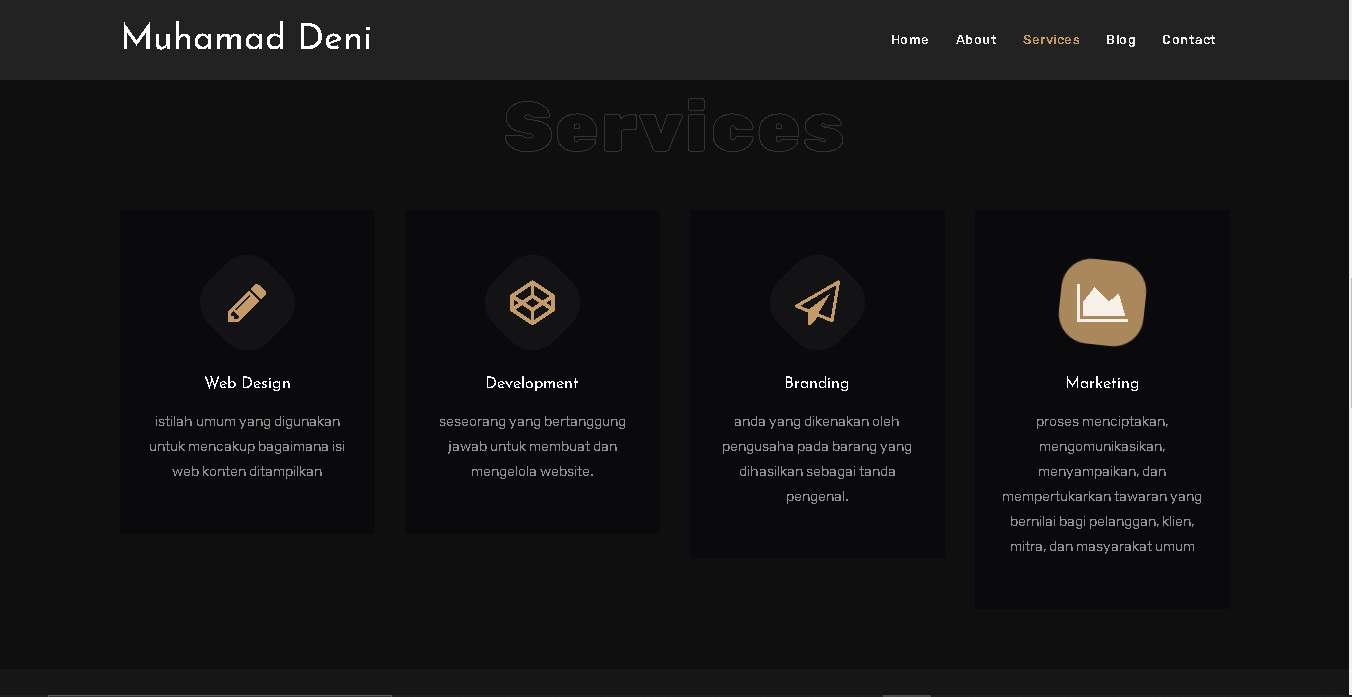 Muhamad Deni
Home About Services Blog Contact
Services
Web Design
istilah umum yang digunakan
untuk mencakup bagaimana isi
web konten ditampilkan
Development
seseorang yang bertanggung
jawab untuk membuat dan
mengelola website.
Branding
anda yang dikenakan oleh
pengusaha pada barang yang
dihasilkan sebagai tanda
pengenal.
Marketing
proses menciptakan,
mengomunikasikan,
menyampaikan, dan
mempertukarkan tawaran yang
bernilai bagi pelanggan, klien,
mitra, dan masyarakat umum